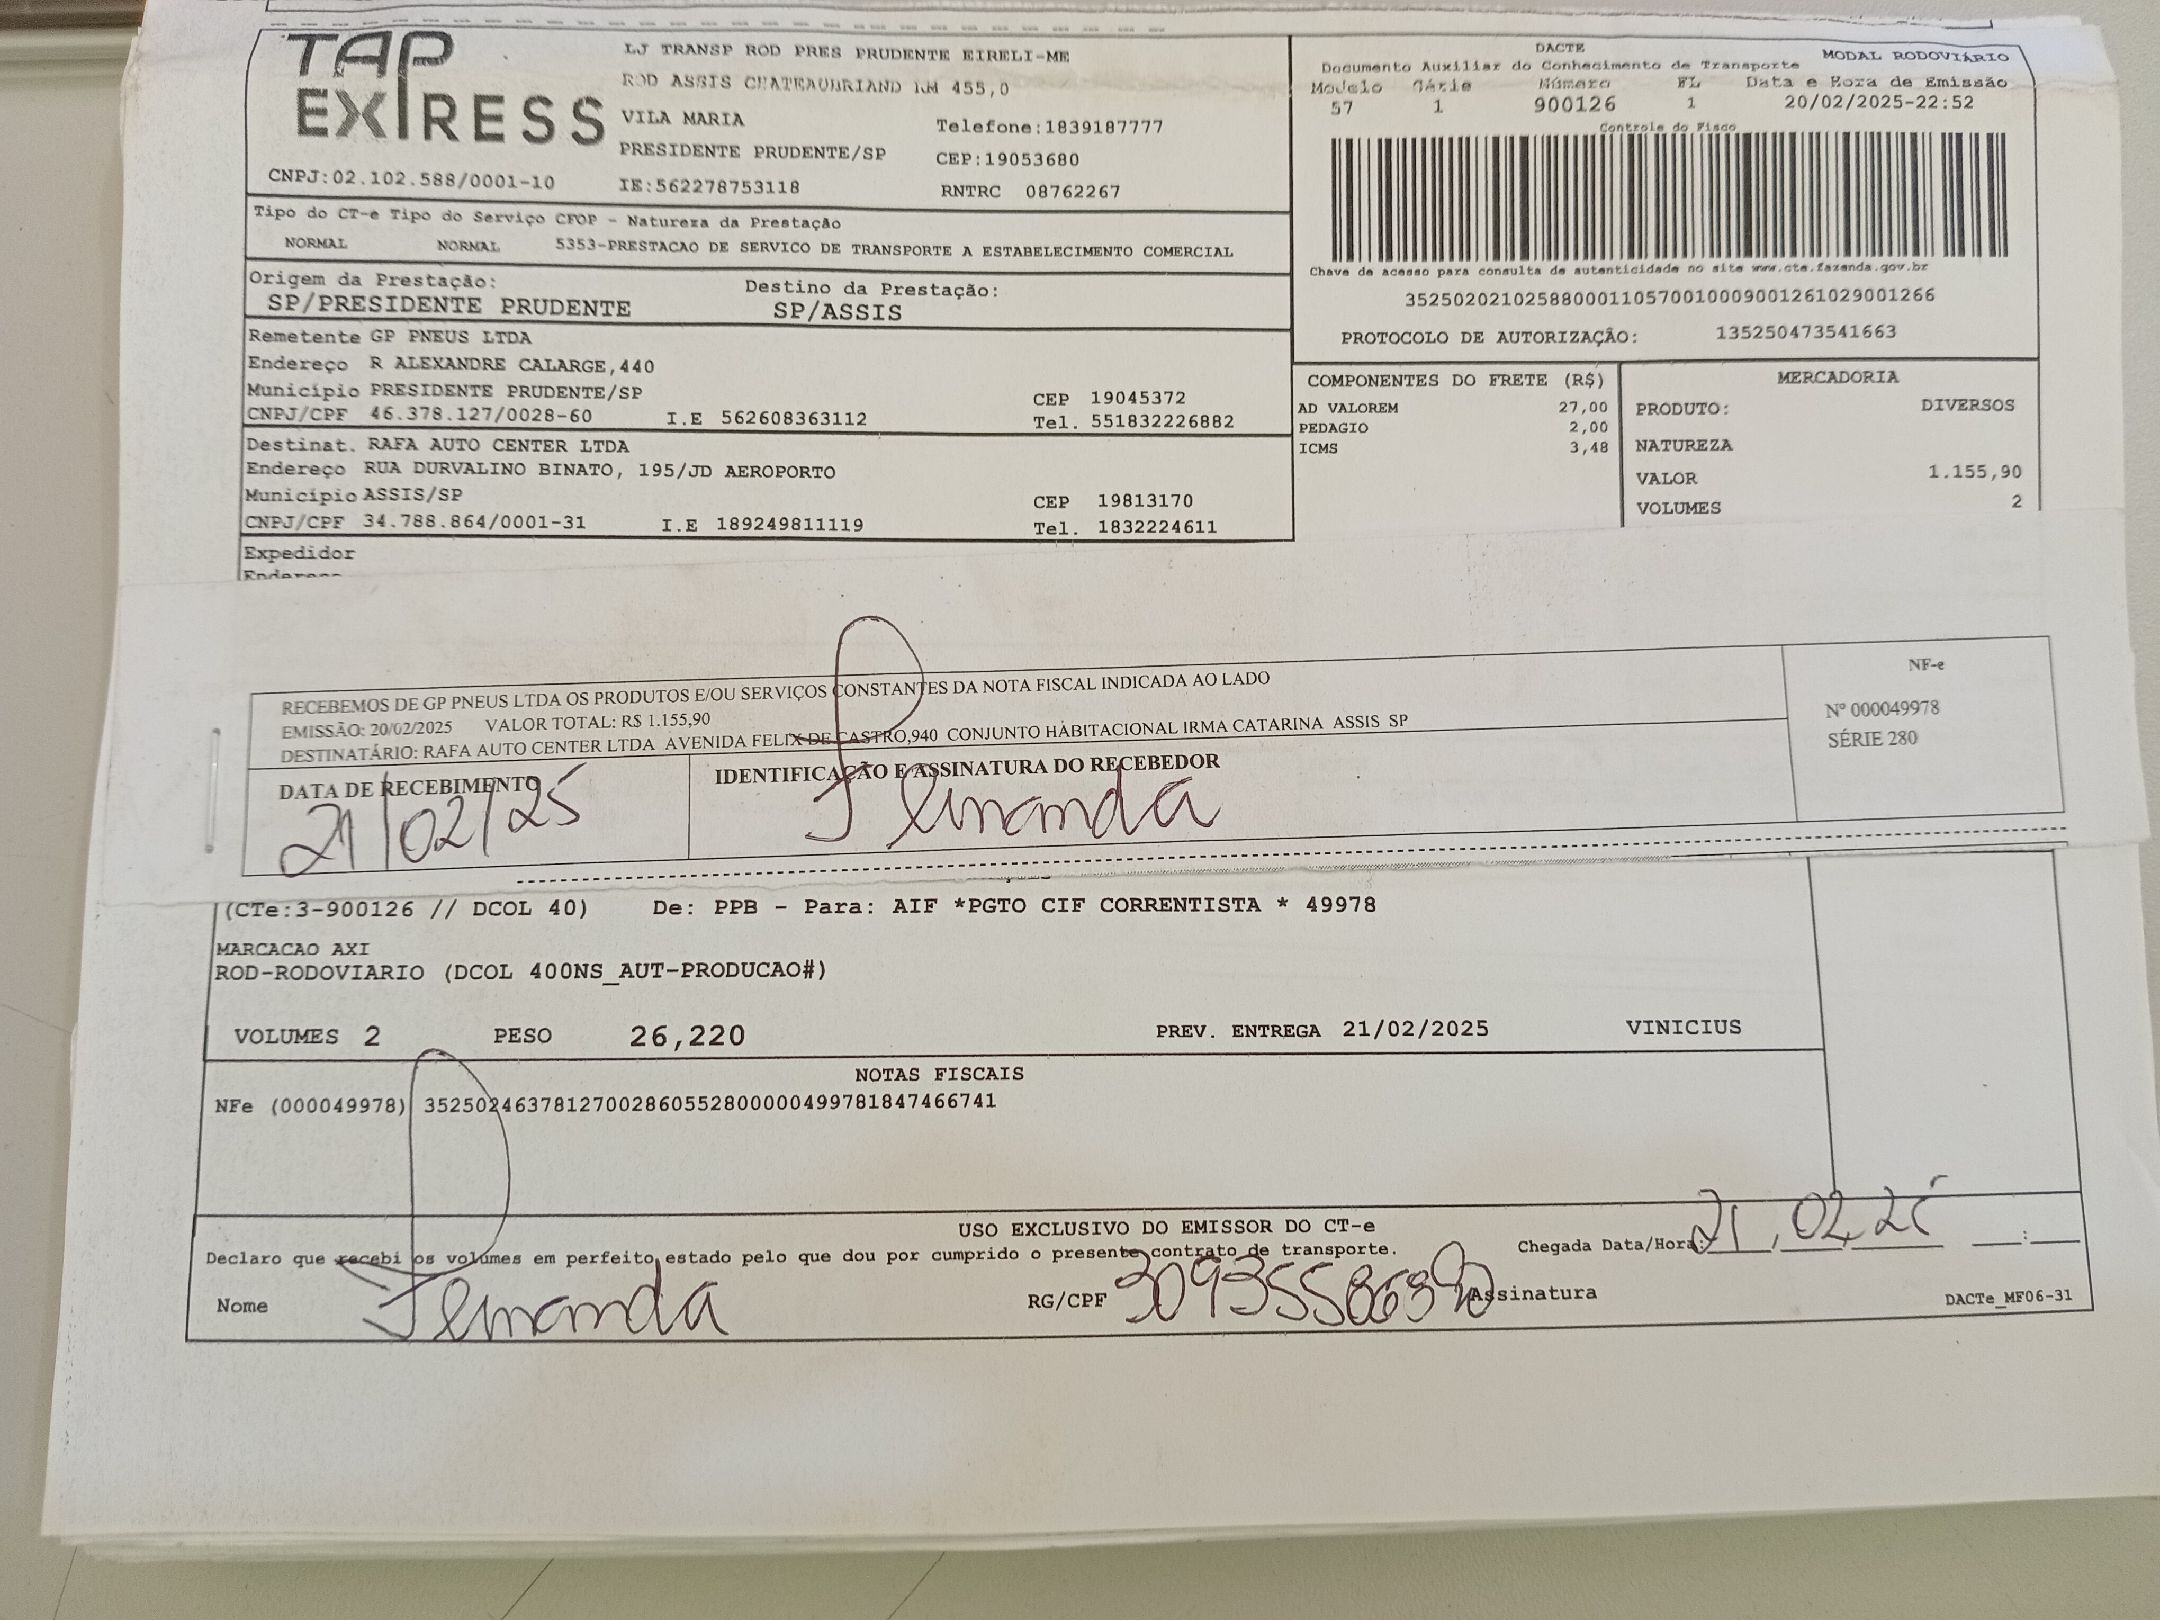 TAP
EXPRESS
LJ TRANSP ROD PRES PRUDENTE EIRELI-ME
ROD ASSIS CHATEAUBRIAND KM 455,0
VILA MARIA Telefone:1839187777
PRESIDENTE PRUDENTE/SP CEP:19053680
CNPJ:02.102.588/0001-10 IE:562278753118 RNTRC 08762267
DACTE MODAL RODOVIÁRIO
Documento Auxiliar do Conhecimento de Transporte
Modelo Série Número FL Data e Hora de Emissão
57 1 900126 1 20/02/2025-22:52
Controle do Fisco
Chave de acesso para consulta de autenticidade no site www.cte.fazenda.gov.br
35250202102588000110570010009001261029001266
PROTOCOLO DE AUTORIZAÇÃO: 135250473541663
Tipo do CT-e Tipo do Serviço CFOP - Natureza da Prestação
NORMAL NORMAL 5353-PRESTACAO DE SERVICO DE TRANSPORTE A ESTABELECIMENTO COMERCIAL
Origem da Prestação: Destino da Prestação:
SP/PRESIDENTE PRUDENTE SP/ASSIS
Remetente GP PNEUS LTDA
Endereço R ALEXANDRE CALARGE,440
Município PRESIDENTE PRUDENTE/SP CEP 19045372
CNPJ/CPF 46.378.127/0028-60 I.E 562608363112 Tel. 551832226882
Destinat. RAFA AUTO CENTER LTDA
Endereço RUA DURVALINO BINATO, 195/JD AEROPORTO
Município ASSIS/SP CEP 19813170
CNPJ/CPF 34.788.864/0001-31 I.E 189249811119 Tel. 1832224611
Expedidor
Endereço
COMPONENTES DO FRETE (R$)
AD VALOREM 27,00
PEDAGIO 2,00
ICMS 3,48
MERCADORIA
PRODUTO: DIVERSOS
NATUREZA
VALOR 1.155,90
VOLUMES 2
RECEBEMOS DE GP PNEUS LTDA OS PRODUTOS E/OU SERVIÇOS CONSTANTES DA NOTA FISCAL INDICADA AO LADO
EMISSÃO: 20/02/2025 VALOR TOTAL: R$ 1.155,90
DESTINATÁRIO: RAFA AUTO CENTER LTDA AVENIDA FELIX DE CASTRO,940 CONJUNTO HABITACIONAL IRMA CATARINA ASSIS SP
DATA DE RECEBIMENTO IDENTIFICAÇÃO E ASSINATURA DO RECEBEDOR
21/02/25 Fernanda
NF-e
Nº 000049978
SÉRIE 280
(CTe:3-900126 // DCOL 40) De: PPB - Para: AIF *PGTO CIF CORRENTISTA * 49978
MARCACAO AXI
ROD-RODOVIARIO (DCOL 400NS_AUT-PRODUCAO#)
VOLUMES 2 PESO 26,220 PREV. ENTREGA 21/02/2025 VINICIUS
NOTAS FISCAIS
NFe (000049978) 35250246378127002860552800000499781847466741
USO EXCLUSIVO DO EMISSOR DO CT-e
Declaro que recebi os volumes em perfeito estado pelo que dou por cumprido o presente contrato de transporte. Chegada Data/Hora: 21,02,25 :
Nome Fernanda RG/CPF Assinatura
DACTe_MF06-31